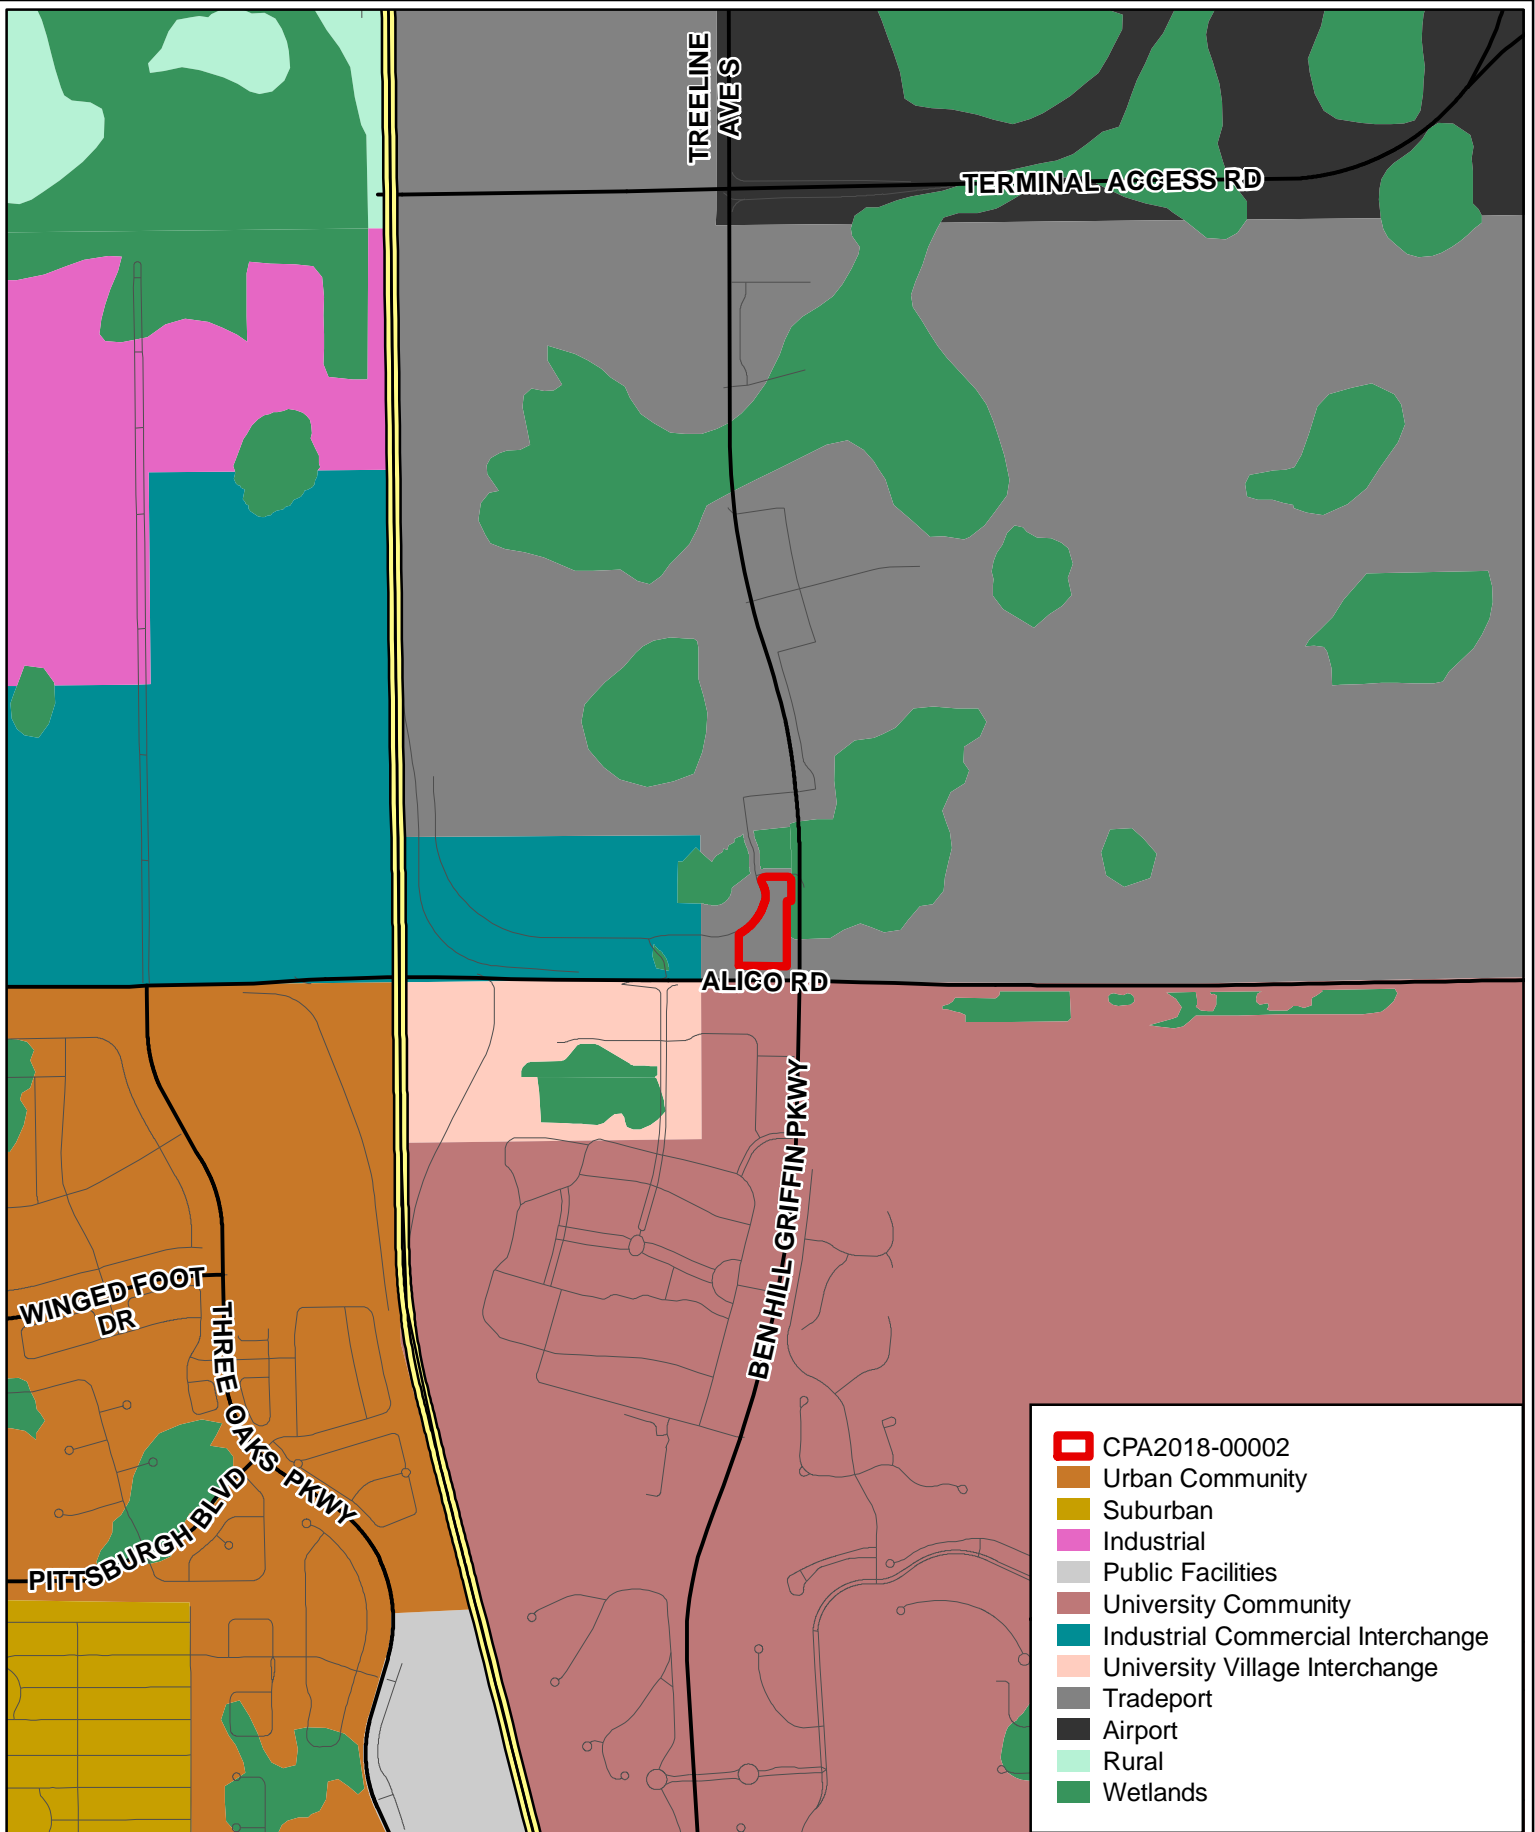 TREELINE
AVE S
TERMINAL ACCESS RD
ALICO RD
BEN HILL GRIFFIN PKWY
WINGED FOOT
DR
THREE OAKS PKWY
PITTSBURGH BLVD
CPA2018-00002
Urban Community
Suburban
Industrial
Public Facilities
University Community
Industrial Commercial Interchange
University Village Interchange
Tradeport
Airport
Rural
Wetlands